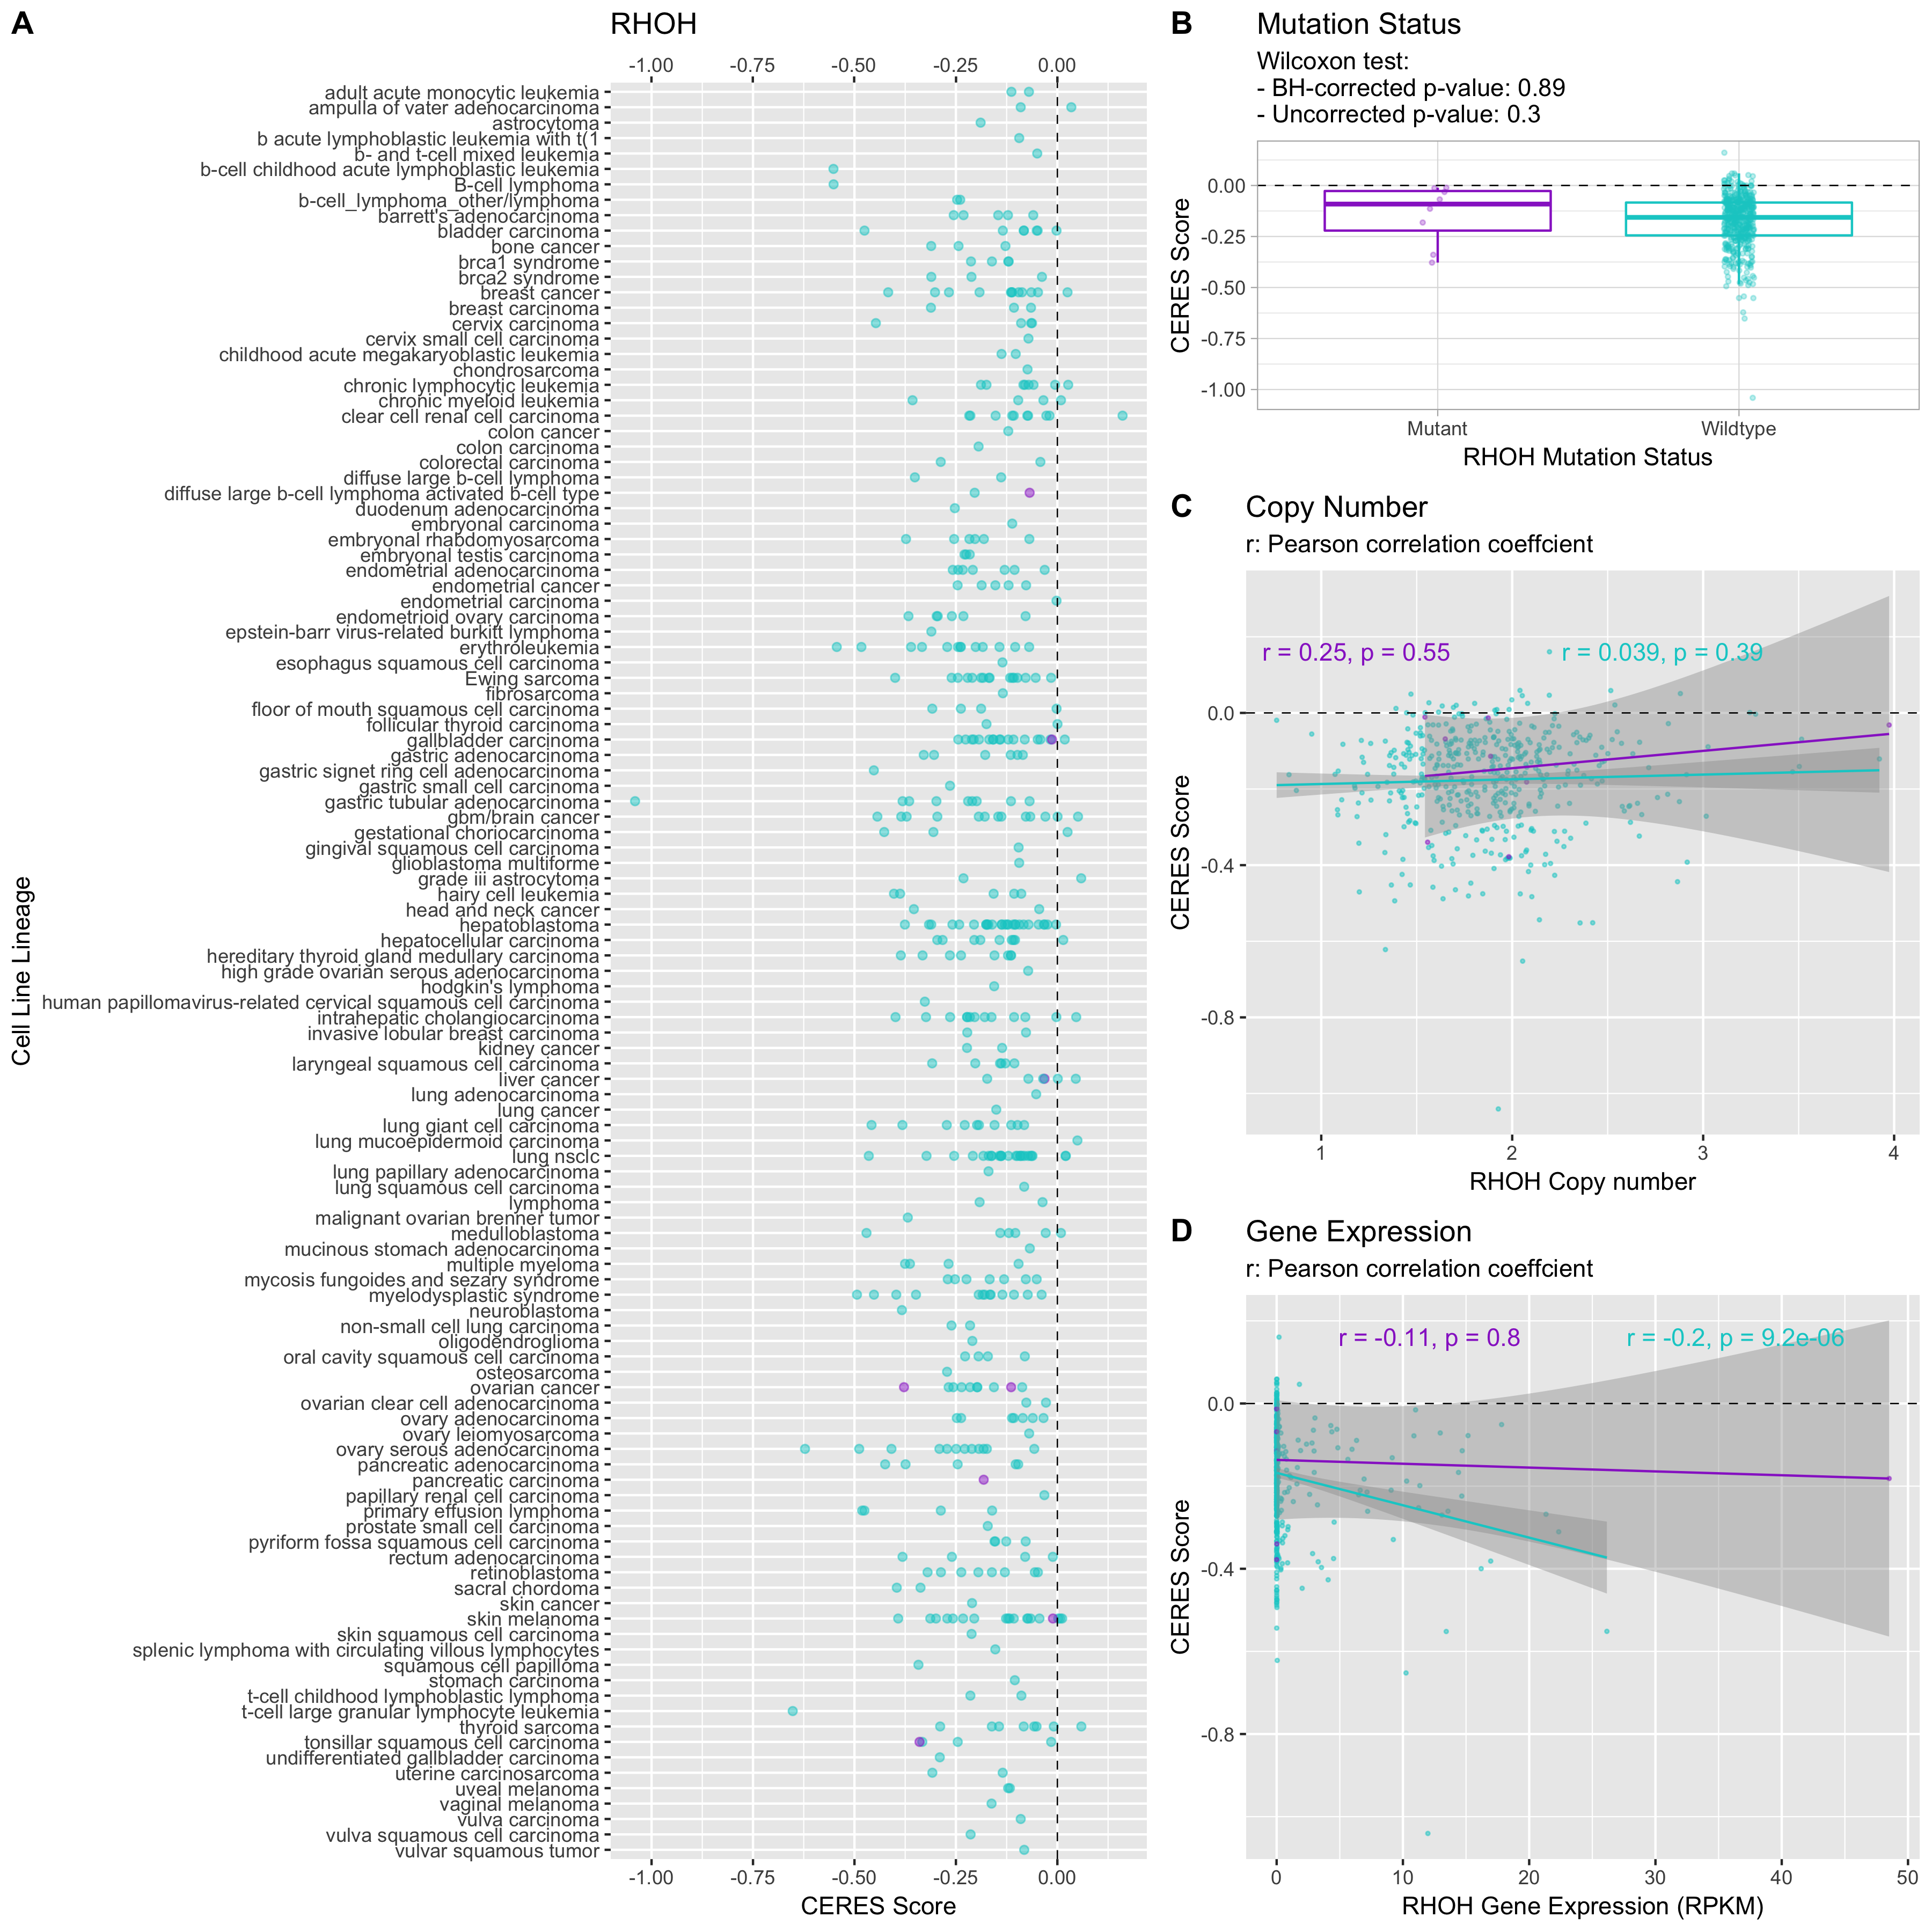 A
RHOH
-1.00 -0.75 -0.50 -0.25 0.00
Cell Line Lineage
adult acute monocytic leukemia
ampulla of vater adenocarcinoma
astrocytoma
b acute lymphoblastic leukemia with t(1
b- and t-cell mixed leukemia
b-cell childhood acute lymphoblastic leukemia
B-cell lymphoma
b-cell_lymphoma_other/lymphoma
barrett's adenocarcinoma
bladder carcinoma
bone cancer
brca1 syndrome
brca2 syndrome
breast cancer
breast carcinoma
cervix carcinoma
cervix small cell carcinoma
childhood acute megakaryoblastic leukemia
chondrosarcoma
chronic lymphocytic leukemia
chronic myeloid leukemia
clear cell renal cell carcinoma
colon cancer
colon carcinoma
colorectal carcinoma
diffuse large b-cell lymphoma
diffuse large b-cell lymphoma activated b-cell type
duodenum adenocarcinoma
embryonal carcinoma
embryonal rhabdomyosarcoma
embryonal testis carcinoma
endometrial adenocarcinoma
endometrial cancer
endometrial carcinoma
endometrioid ovary carcinoma
epstein-barr virus-related burkitt lymphoma
erythroleukemia
esophagus squamous cell carcinoma
Ewing sarcoma
fibrosarcoma
floor of mouth squamous cell carcinoma
follicular thyroid carcinoma
gallbladder carcinoma
gastric adenocarcinoma
gastric signet ring cell adenocarcinoma
gastric small cell carcinoma
gastric tubular adenocarcinoma
gbm/brain cancer
gestational choriocarcinoma
gingival squamous cell carcinoma
glioblastoma multiforme
grade iii astrocytoma
hairy cell leukemia
head and neck cancer
hepatoblastoma
hepatocellular carcinoma
hereditary thyroid gland medullary carcinoma
high grade ovarian serous adenocarcinoma
hodgkin's lymphoma
human papillomavirus-related cervical squamous cell carcinoma
intrahepatic cholangiocarcinoma
invasive lobular breast carcinoma
kidney cancer
laryngeal squamous cell carcinoma
liver cancer
lung adenocarcinoma
lung cancer
lung giant cell carcinoma
lung mucoepidermoid carcinoma
lung nsclc
lung papillary adenocarcinoma
lung squamous cell carcinoma
lymphoma
malignant ovarian brenner tumor
medulloblastoma
mucinous stomach adenocarcinoma
multiple myeloma
mycosis fungoides and sezary syndrome
myelodysplastic syndrome
neuroblastoma
non-small cell lung carcinoma
oligodendroglioma
oral cavity squamous cell carcinoma
osteosarcoma
ovarian cancer
ovarian clear cell adenocarcinoma
ovary adenocarcinoma
ovary leiomyosarcoma
ovary serous adenocarcinoma
pancreatic adenocarcinoma
pancreatic carcinoma
papillary renal cell carcinoma
primary effusion lymphoma
prostate small cell carcinoma
pyriform fossa squamous cell carcinoma
rectum adenocarcinoma
retinoblastoma
sacral chordoma
skin cancer
skin melanoma
skin squamous cell carcinoma
splenic lymphoma with circulating villous lymphocytes
squamous cell papilloma
stomach carcinoma
t-cell childhood lymphoblastic lymphoma
t-cell large granular lymphocyte leukemia
thyroid sarcoma
tonsillar squamous cell carcinoma
undifferentiated gallbladder carcinoma
uterine carcinosarcoma
uveal melanoma
vaginal melanoma
vulva carcinoma
vulva squamous cell carcinoma
vulvar squamous tumor
-1.00 -0.75 -0.50 -0.25 0.00
CERES Score
B
Mutation Status
Wilcoxon test:
- BH-corrected p-value: 0.89
- Uncorrected p-value: 0.3
CERES Score
0.00
-0.25
-0.50
-0.75
-1.00
Mutant Wildtype
RHOH Mutation Status
C
Copy Number
r: Pearson correlation coeffcient
r = 0.25, p = 0.55
r = 0.039, p = 0.39
CERES Score
0.0
-0.4
-0.8
1 2 3 4
RHOH Copy number
D
Gene Expression
r: Pearson correlation coeffcient
r = -0.11, p = 0.8
r = -0.2, p = 9.2e-06
CERES Score
0.0
-0.4
-0.8
0 10 20 30 40 50
RHOH Gene Expression (RPKM)